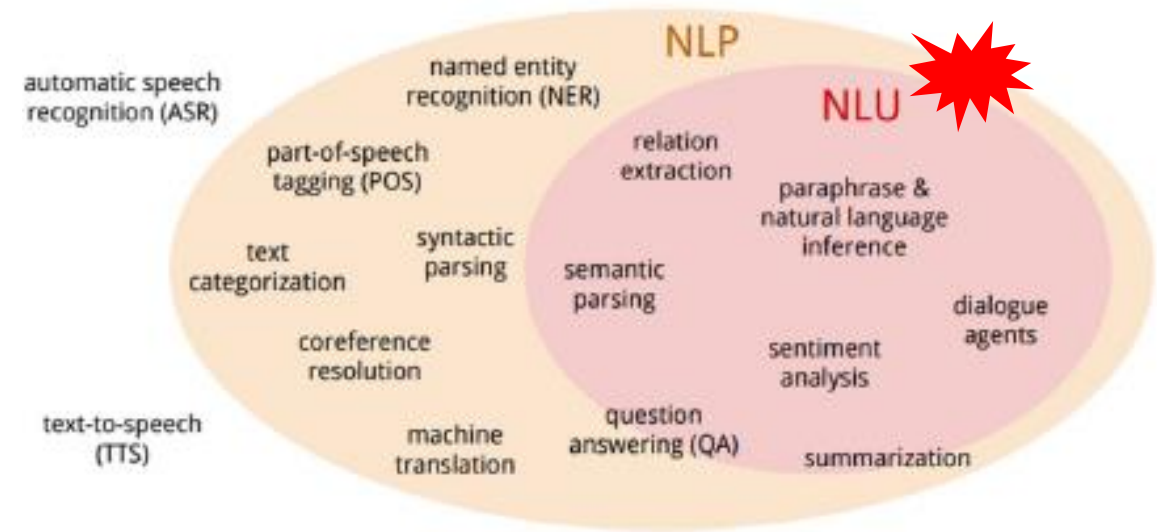 NLP
NLU
automatic speech
recognition (ASR)
named entity
recognition (NER)
part-of-speech
tagging (POS)
relation
extraction
paraphrase &
natural language
inference
text
categorization
syntactic
parsing
semantic
parsing
dialogue
agents
coreference
resolution
sentiment
analysis
text-to-speech
(TTS)
machine
translation
question
answering (QA)
summarization